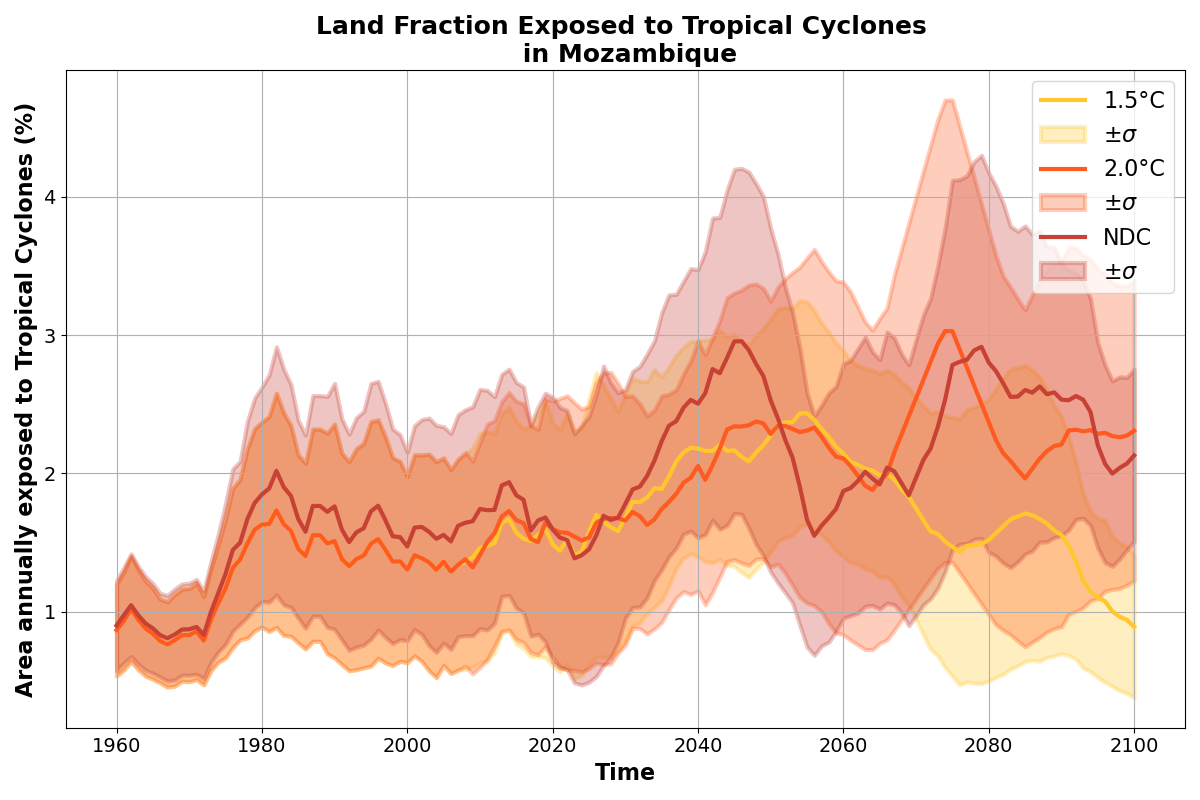 Land Fraction Exposed to Tropical Cyclones
in Mozambique
Area annually exposed to Tropical Cyclones (%)
4
3
2
1
1.5°C
±σ
2.0°C
±σ
NDC
±σ
1960 1980 2000 2020 2040 2060 2080 2100
Time